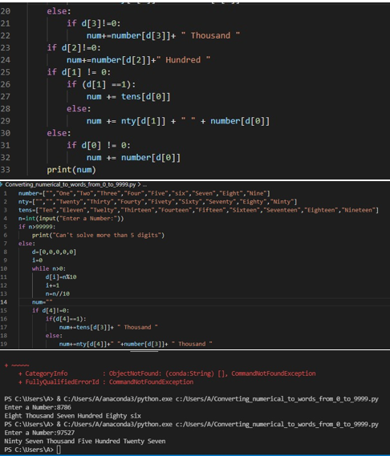 20 else:
21 if d[3]!=0:
22 num+=number[d[3]]+ " Thousand "
23 if d[2]!=0:
24 num+=number[d[2]]+" Hundred "
25 if d[1] != 0:
26 if (d[1] ==1):
27 num += tens[d[0]]
28 else:
29 num += nty[d[1]] + " " + number[d[0]]
30 else:
31 if d[0] != 0:
32 num += number[d[0]]
33 print(num)
Converting_numerical_to_words_from_0_to_9999.py > ...
1 number=["","One","Two","Three","Four","Five","six","Seven","Eight","Nine"]
2 nty=["","","Twenty","Thirty","Fourty","Fivety","Sixty","Seventy","Eighty","Ninty"]
3 tens=["Ten","Eleven","Twelty","Thirteen","Fourteen","Fifteen","Sixteen","Seventeen","Eighteen","Nineteen"]
4 n=int(input("Enter a Number:"))
5 if n>99999:
6 print("Can't solve more than 5 digits")
7 else:
8 d=[0,0,0,0,0]
9 i=0
10 while n>0:
11 d[i]=n%10
12 i+=1
13 n=n//10
14 num=""
15 if d[4]!=0:
16 if(d[4]==1):
17 num+=tens[d[3]]+ " Thousand "
18 else:
19 num+=nty[d[4]]+" "+number[d[3]]+ " Thousand "
+ ~~~~~
+ CategoryInfo : ObjectNotFound: (conda:String) [], CommandNotFoundException
+ FullyQualifiedErrorId : CommandNotFoundException
PS C:\Users\A> & C:/Users/A/anaconda3/python.exe c:/Users/A/Converting_numerical_to_words_from_0_to_9999.py
Enter a Number:8786
Eight Thousand Seven Hundred Eighty six
PS C:\Users\A> & C:/Users/A/anaconda3/python.exe c:/Users/A/Converting_numerical_to_words_from_0_to_9999.py
Enter a Number:97527
Ninty Seven Thousand Five Hundred Twenty Seven
PS C:\Users\A>